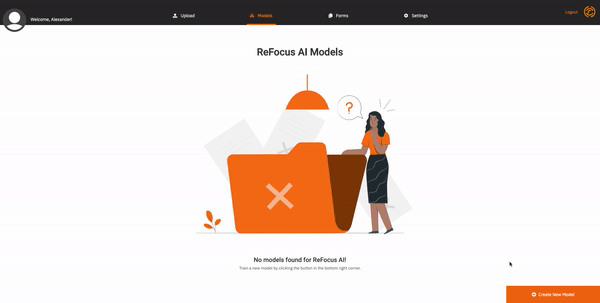 Welcome, Alexander!
Upload
Models
Forms
Settings
Logout
ReFocus AI Models
?
No models found for ReFocus AI!
Train a new model by clicking the button in the bottom right corner.
Create New Model